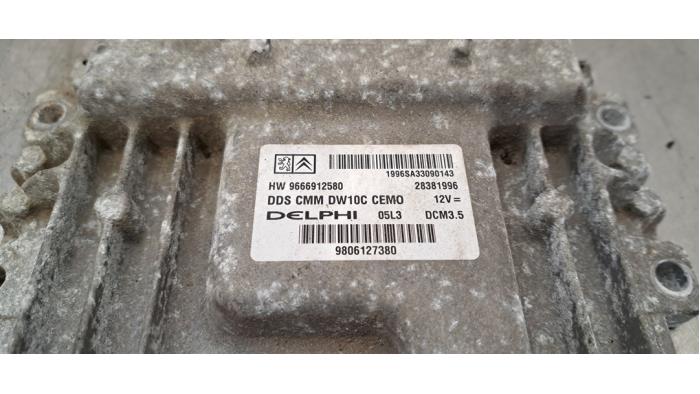 1996SA33090143
HW 9666912580 28381996
DDS CMM DW10C CEMO 12V =
DELPHI 05L3 DCM3.5
9806127380